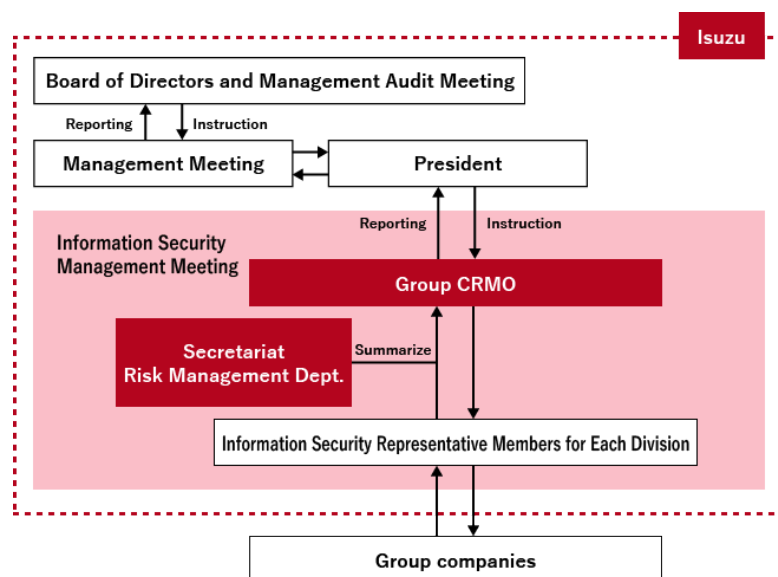 Isuzu
Board of Directors and Management Audit Meeting
Reporting
Instruction
Management Meeting
President
Reporting
Instruction
Information Security
Management Meeting
Group CRMO
Secretariat
Risk Management Dept.
Summarize
Information Security Representative Members for Each Division
Group companies